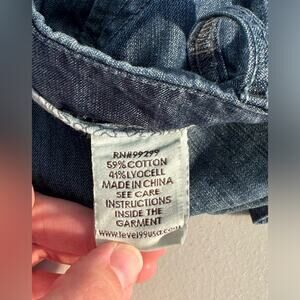 RN#99299
59% COTTON
41% LYOCELL
MADE IN CHINA
SEE CARE
INSTRUCTIONS
INSIDE THE
GARMENT
www.level99usa.com